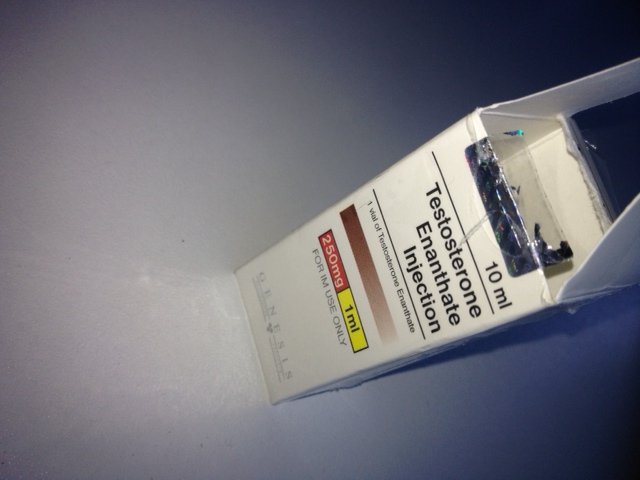 10 ml
Testosterone
Enanthate
Injection
1 vial of Testosterone Enanthate
250mg 1ml
FOR IM USE ONLY
GENESIS